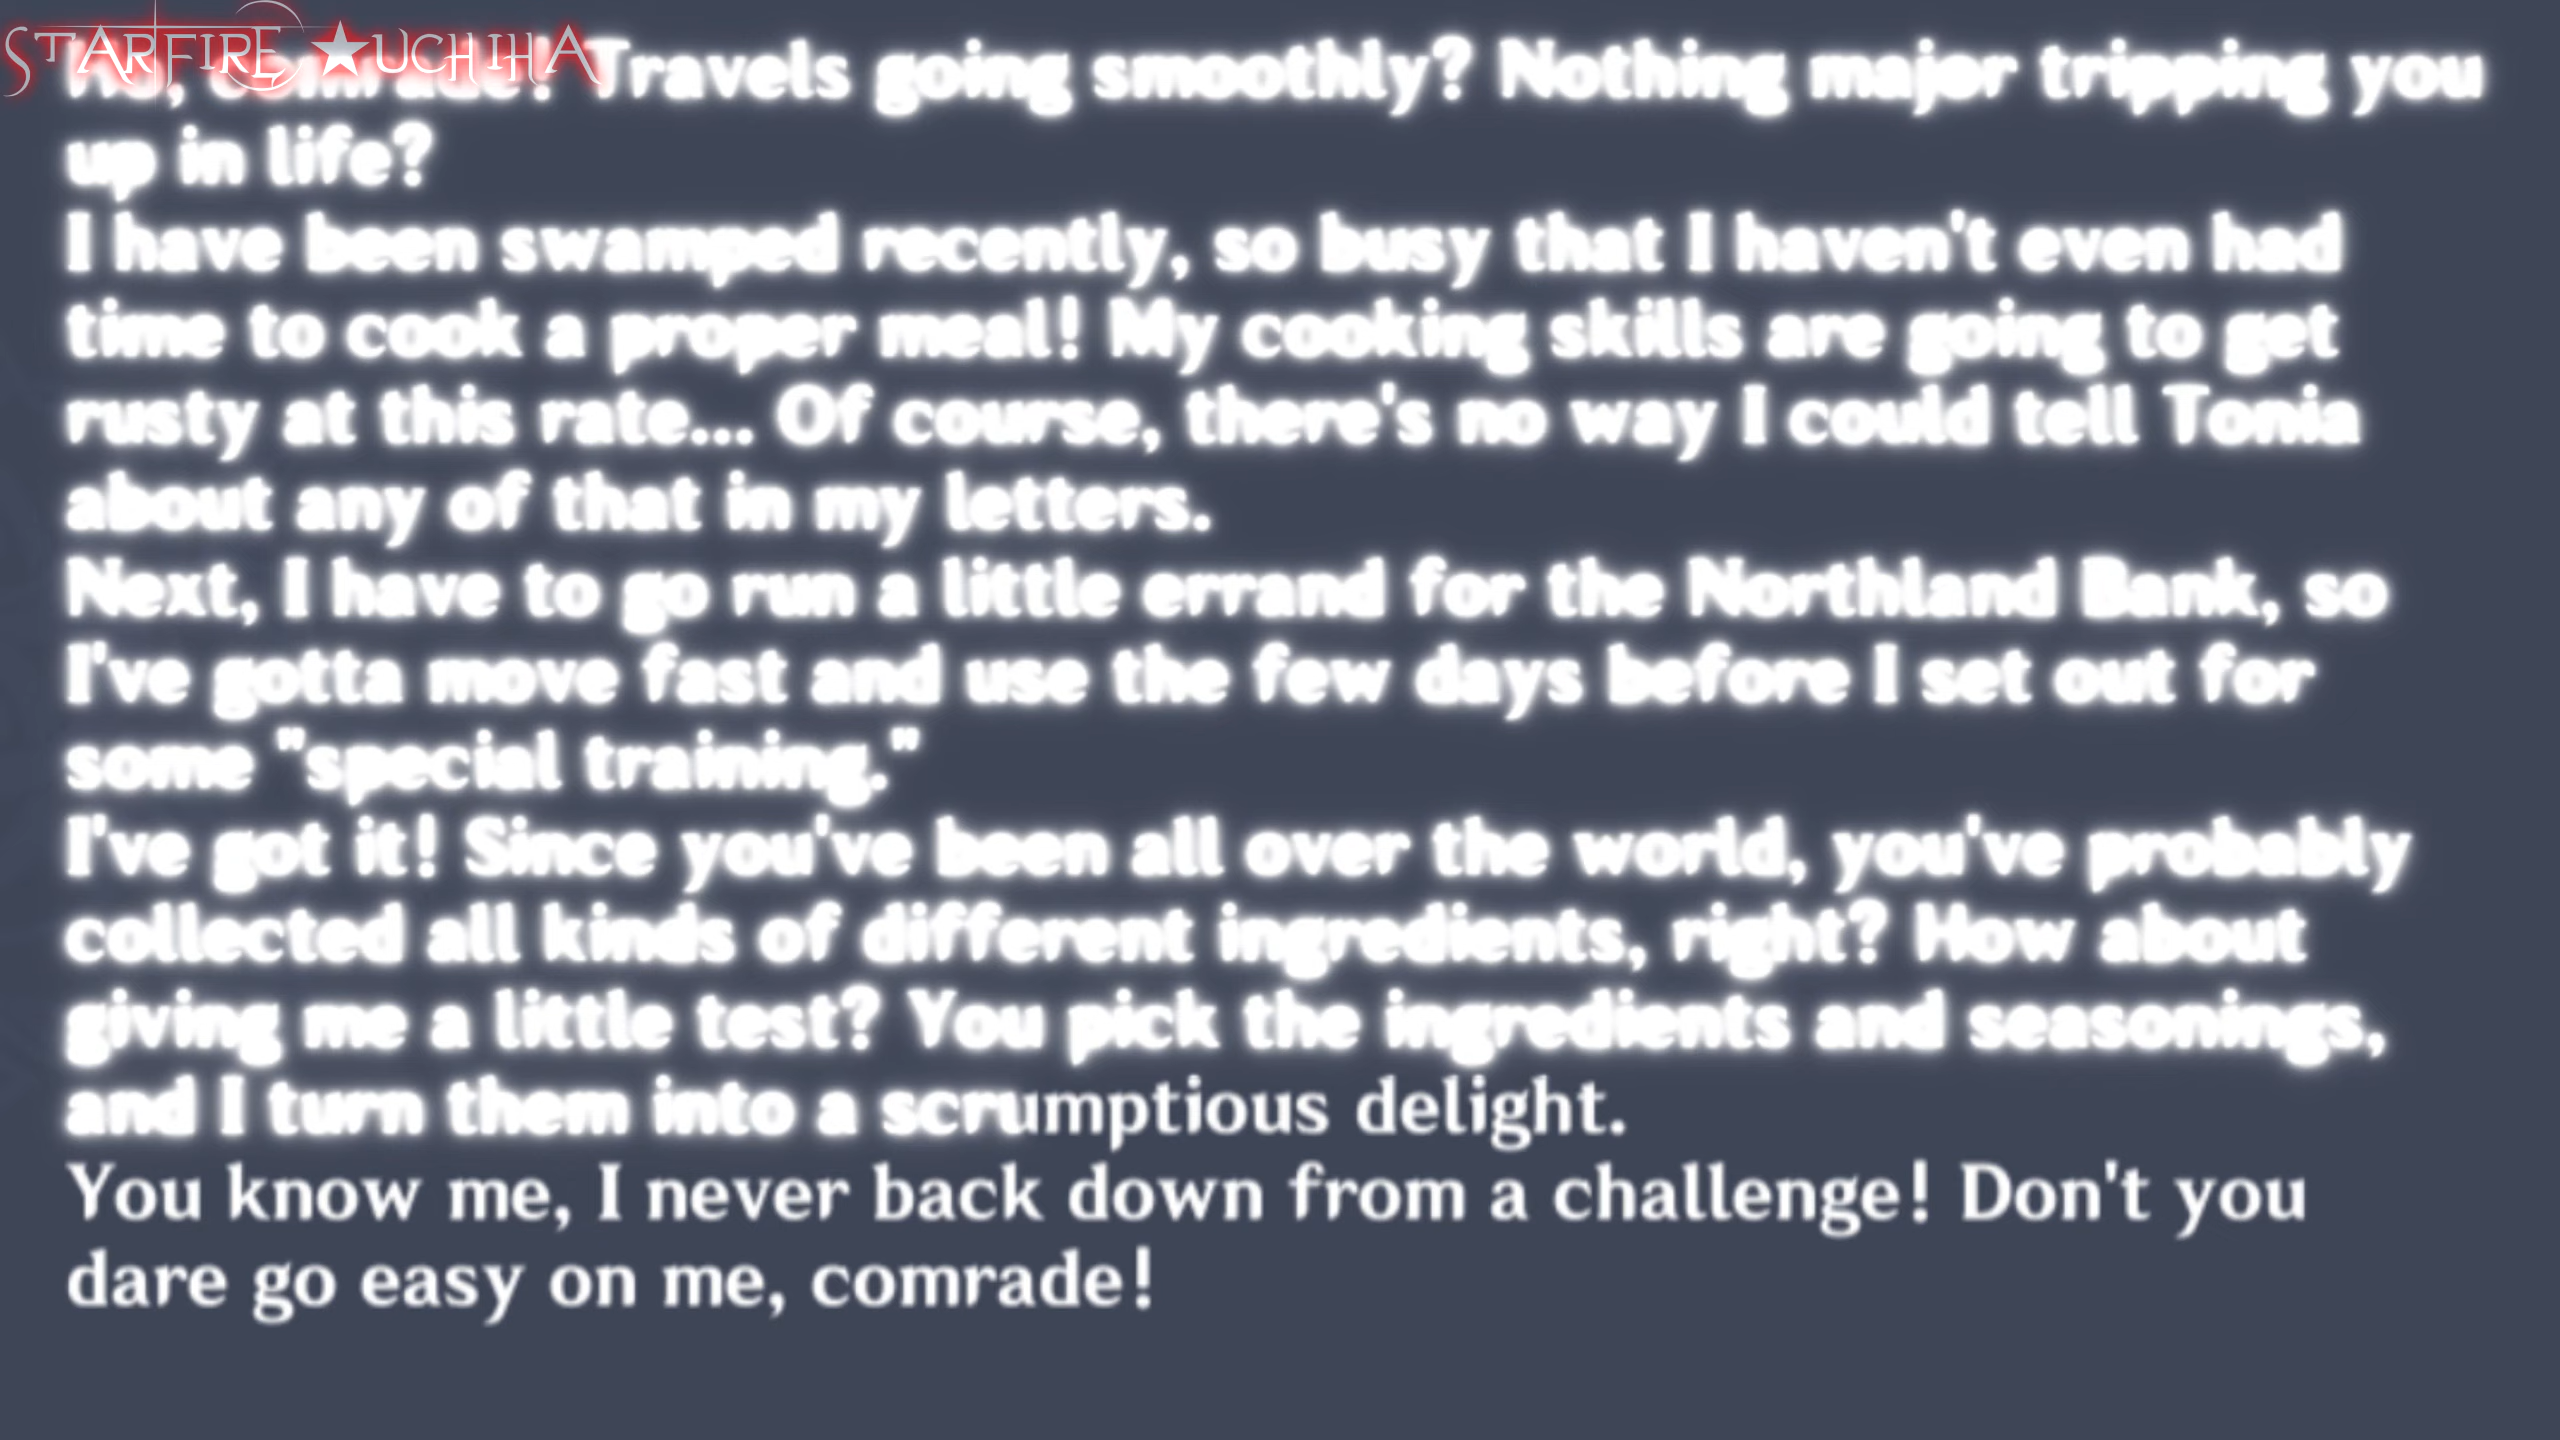 STARFIRE ★ UCHIHA
comrade! Travels going smoothly? Nothing major tripping you
up in life?
I have been swamped recently, so busy that I haven't even had
time to cook a proper meal! My cooking skills are going to get
rusty at this rate... Of course, there's no way I could tell Tonia
about any of that in my letters.
Next, I have to go run a little errand for the Northland Bank, so
I've gotta move fast and use the few days before I set out for
some "special training."
I've got it! Since you've been all over the world, you've probably
collected all kinds of different ingredients, right? How about
giving me a little test? You pick the ingredients and seasonings,
and I turn them into a scrumptious delight.
You know me, I never back down from a challenge! Don't you
dare go easy on me, comrade!